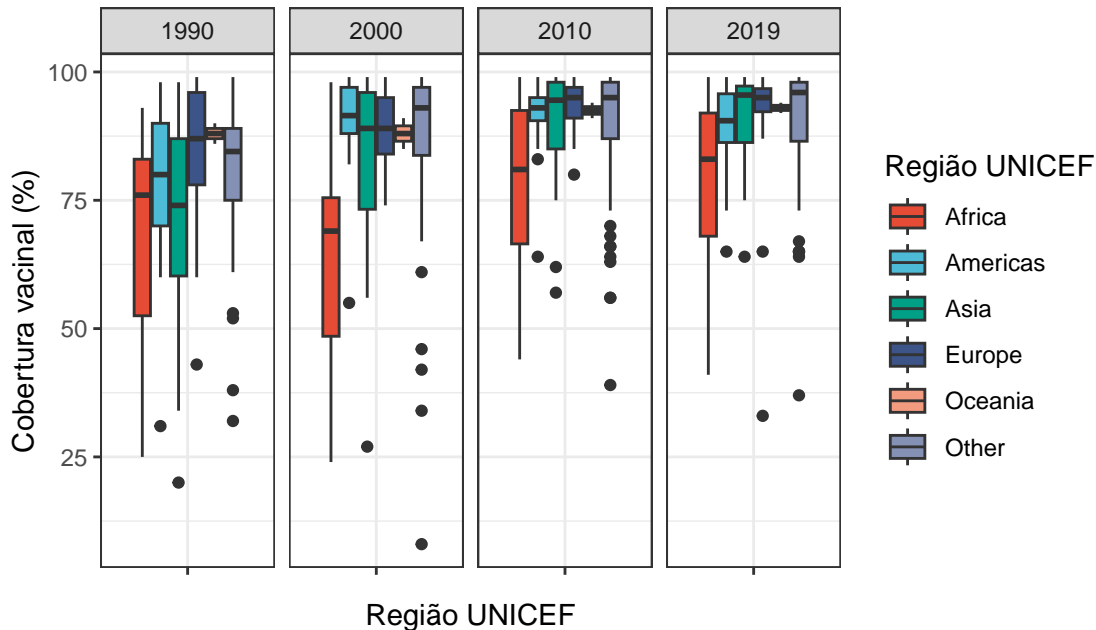 1990
2000
2010
2019
100
75
50
25
Cobertura vacinal (%)
Região UNICEF
Região UNICEF
Africa
Americas
Asia
Europe
Oceania
Other